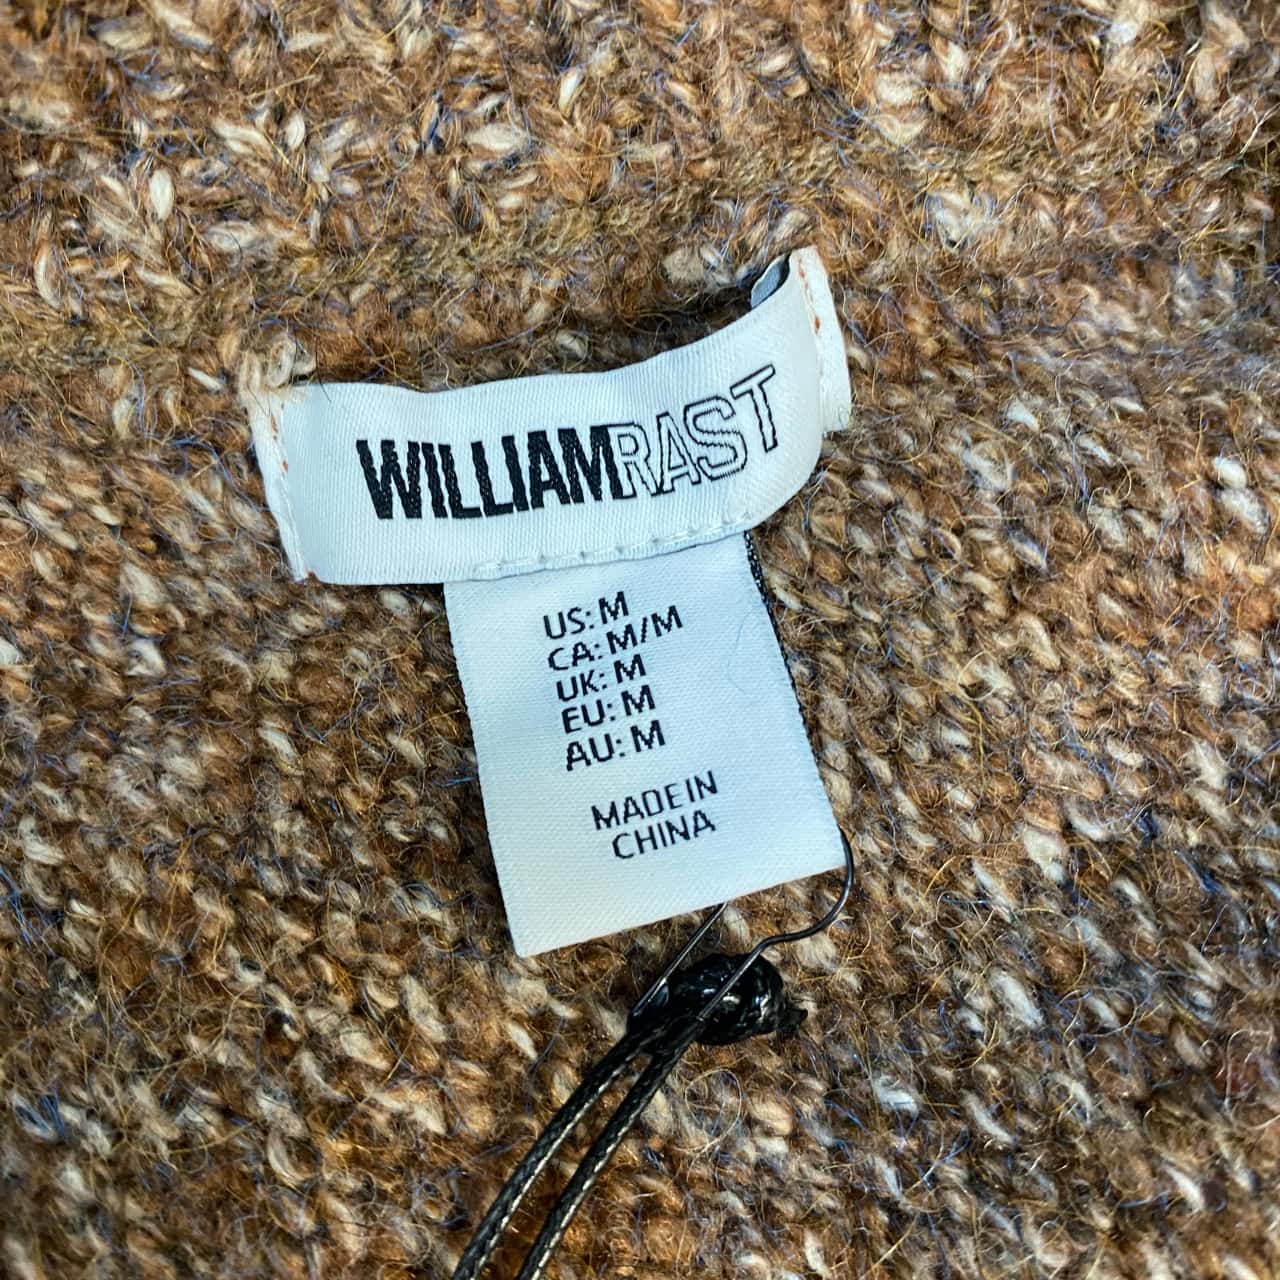 WILLIAMRAST
US: M
CA: M/M
UK: M
EU: M
AU: M
MADE IN
CHINA